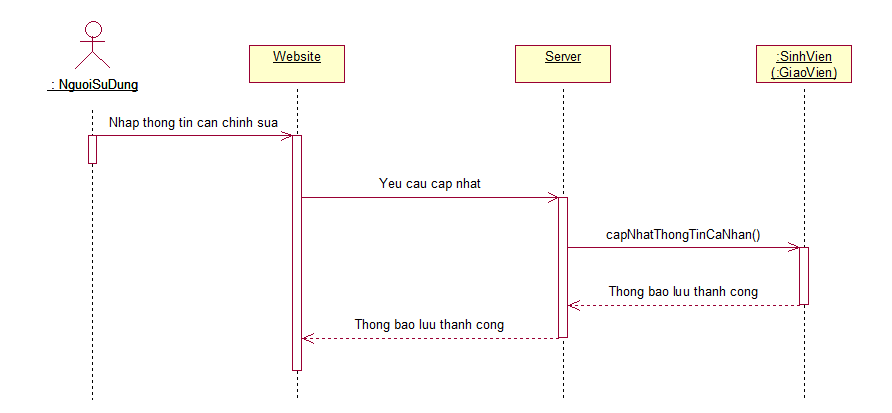 : NguoiSuDung
Website
Server
:SinhVien
(:GiaoVien)
Nhap thong tin can chinh sua
Yeu cau cap nhat
capNhatThongTinCaNhan()
Thong bao luu thanh cong
Thong bao luu thanh cong